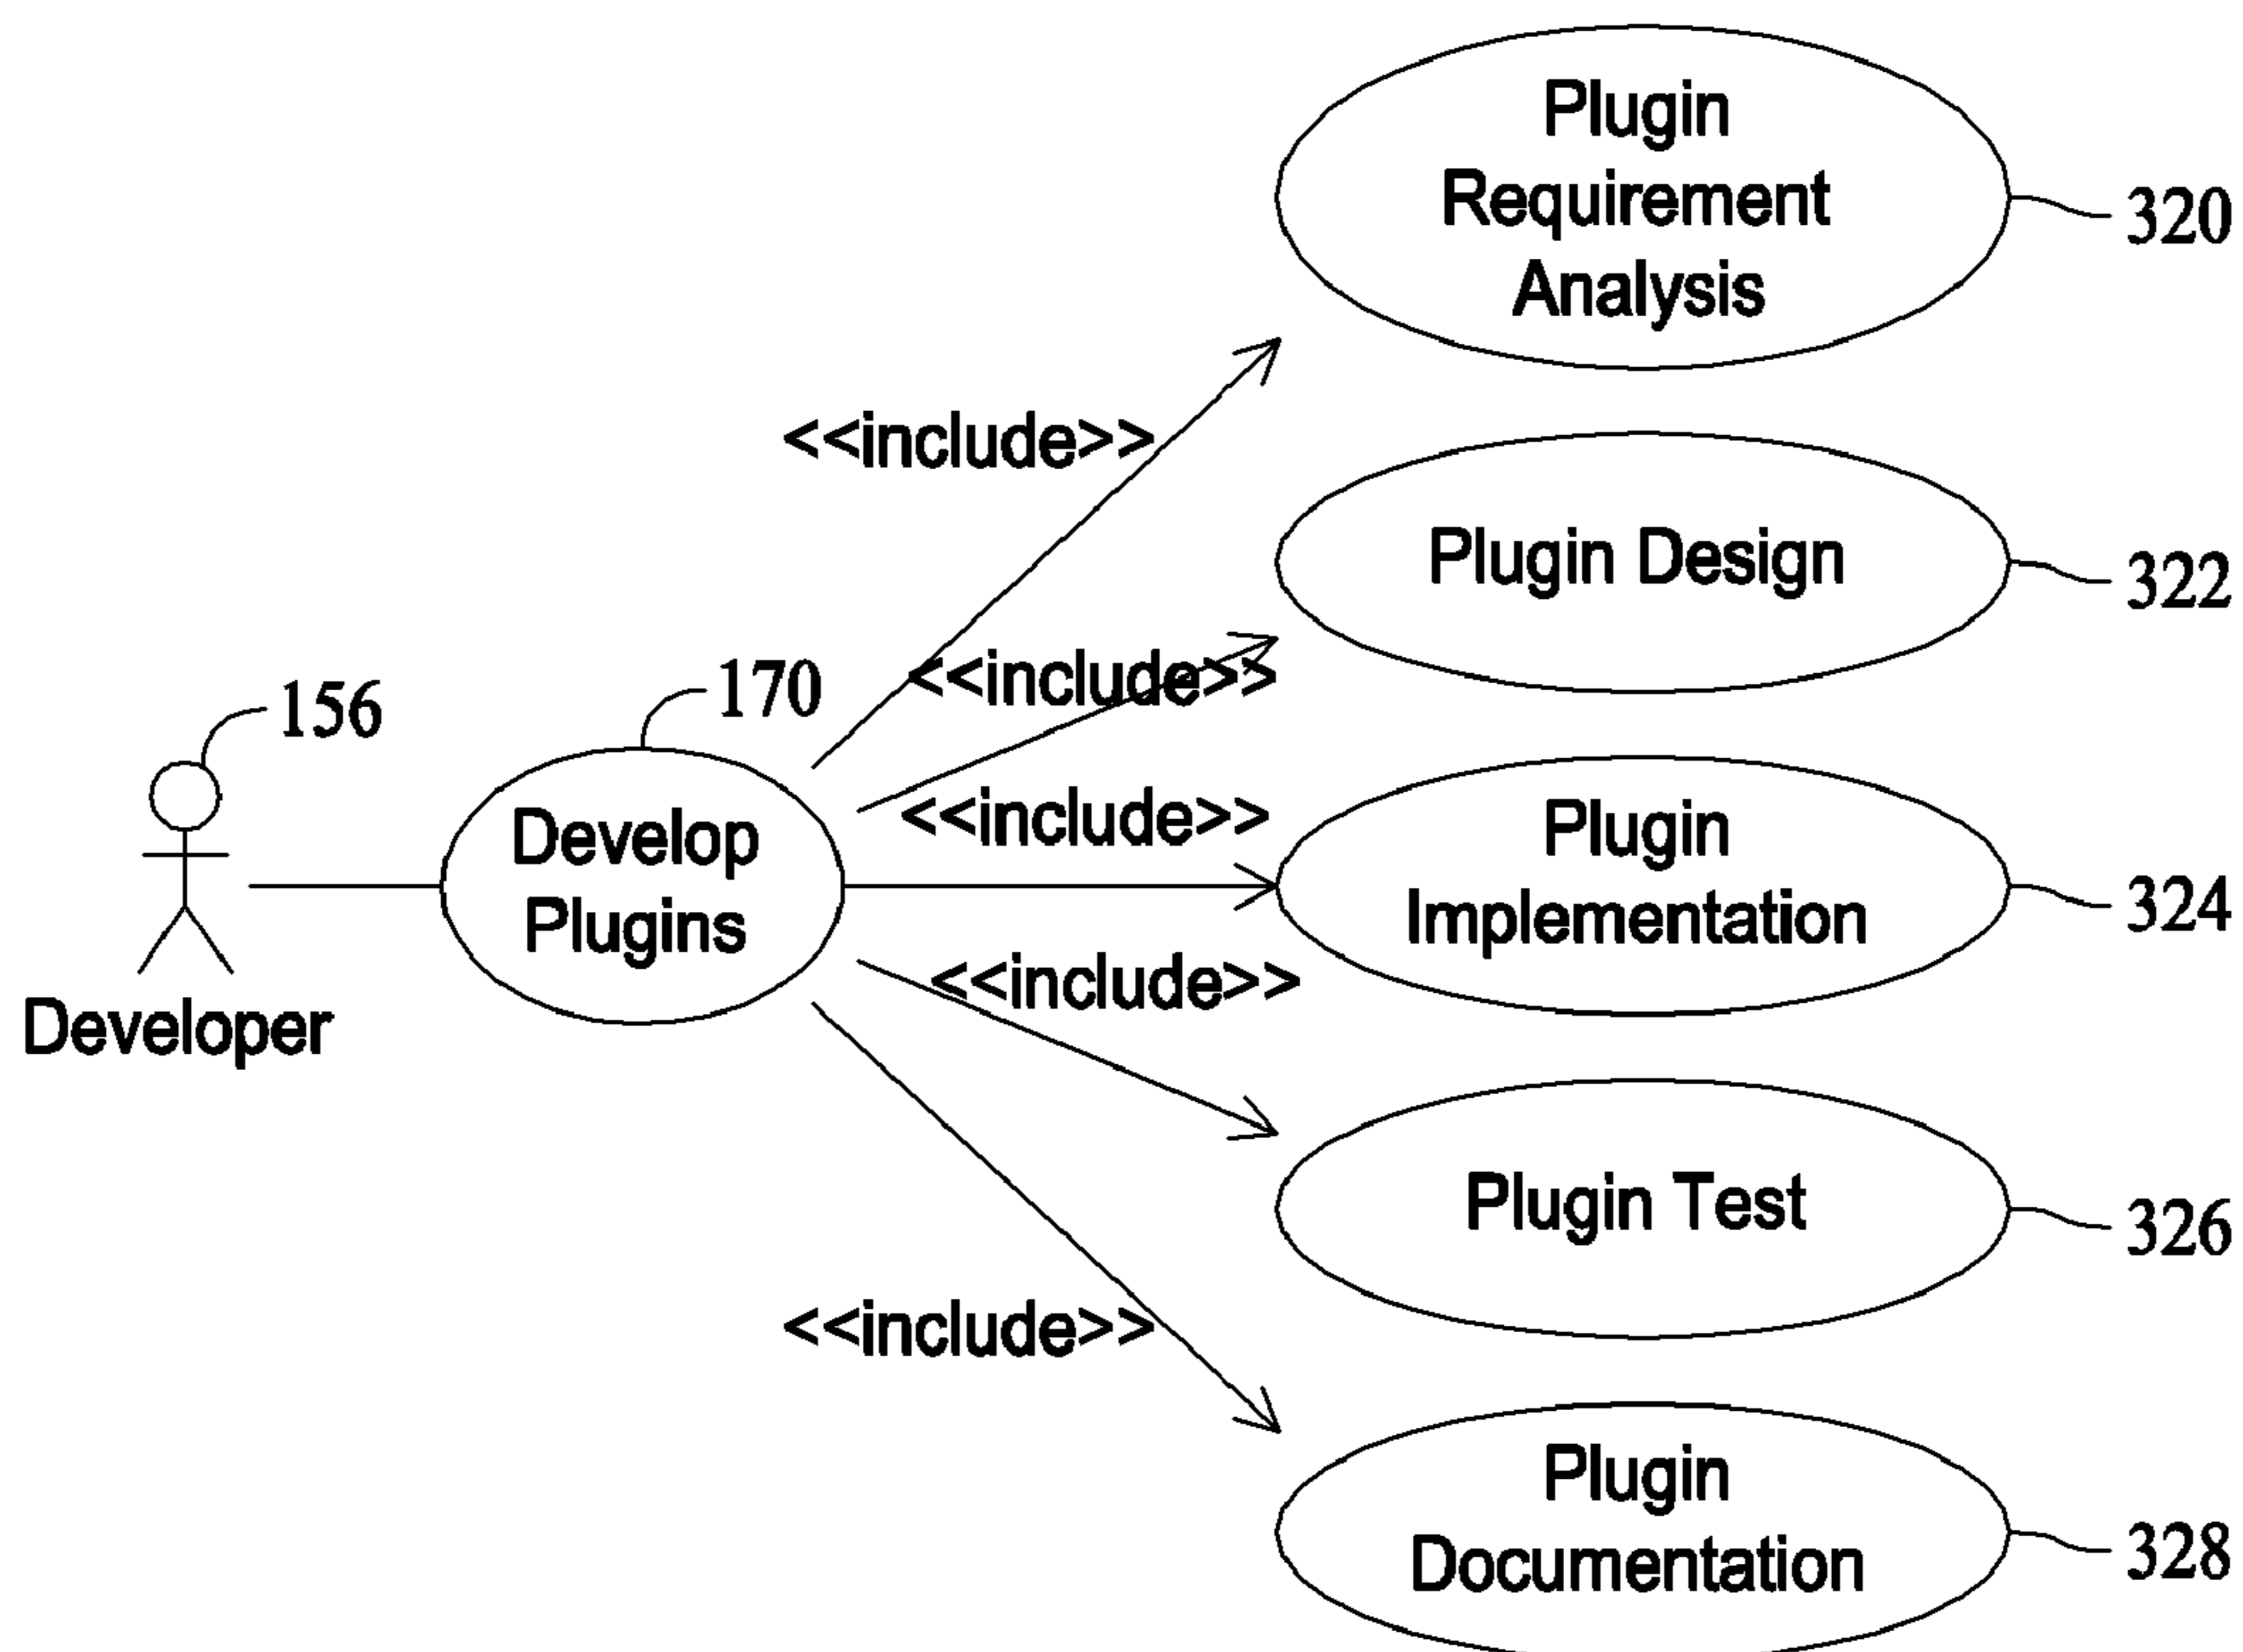 Plugin
Requirement
Analysis
320
<<include>>
Plugin Design
322
<<include>>
156
170
Develop
Plugins
Developer
<<include>>
Plugin
Implementation
324
<<include>>
Plugin Test
326
<<include>>
Plugin
Documentation
328